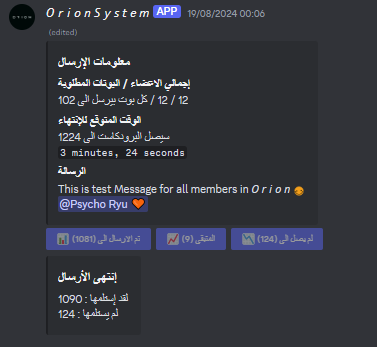 ORION
O r i o n S y s t e m APP 19/08/2024 00:06
(edited)
معلومات الإرسال
إجمالي الاعضاء / البوتات المطلوبة
12 / 12 / كل بوت بيرسل الى 102
الوقت المتوقع للإنتهاء
سيصل البرودكاست الى 1224
3 minutes, 24 seconds
الرسالة
This is test Message for all members in O r i o n
@Psycho Ryu 🧡
تم الارسال الى (1081) المتبقي (9) لم يصل الى (124)
إنتهى الأرسال
لقد إستلمها : 1090
لم يستلمها : 124